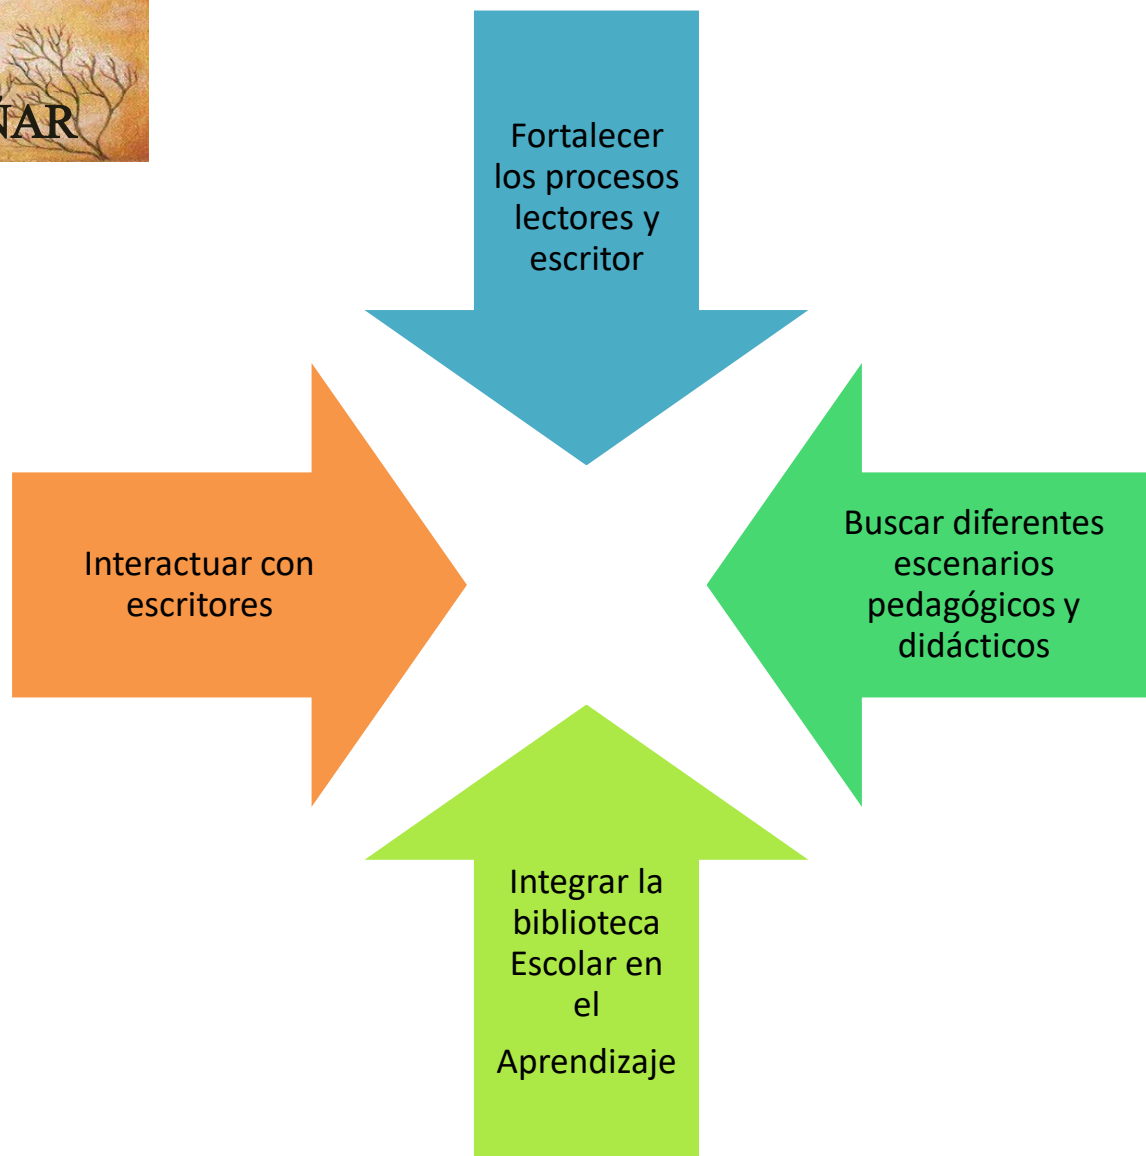 ÑAR
Fortalecer
los procesos
lectores y
escritor
Interactuar con
escritores
Buscar diferentes
escenarios
pedagógicos y
didácticos
Integrar la
biblioteca
Escolar en
el
Aprendizaje